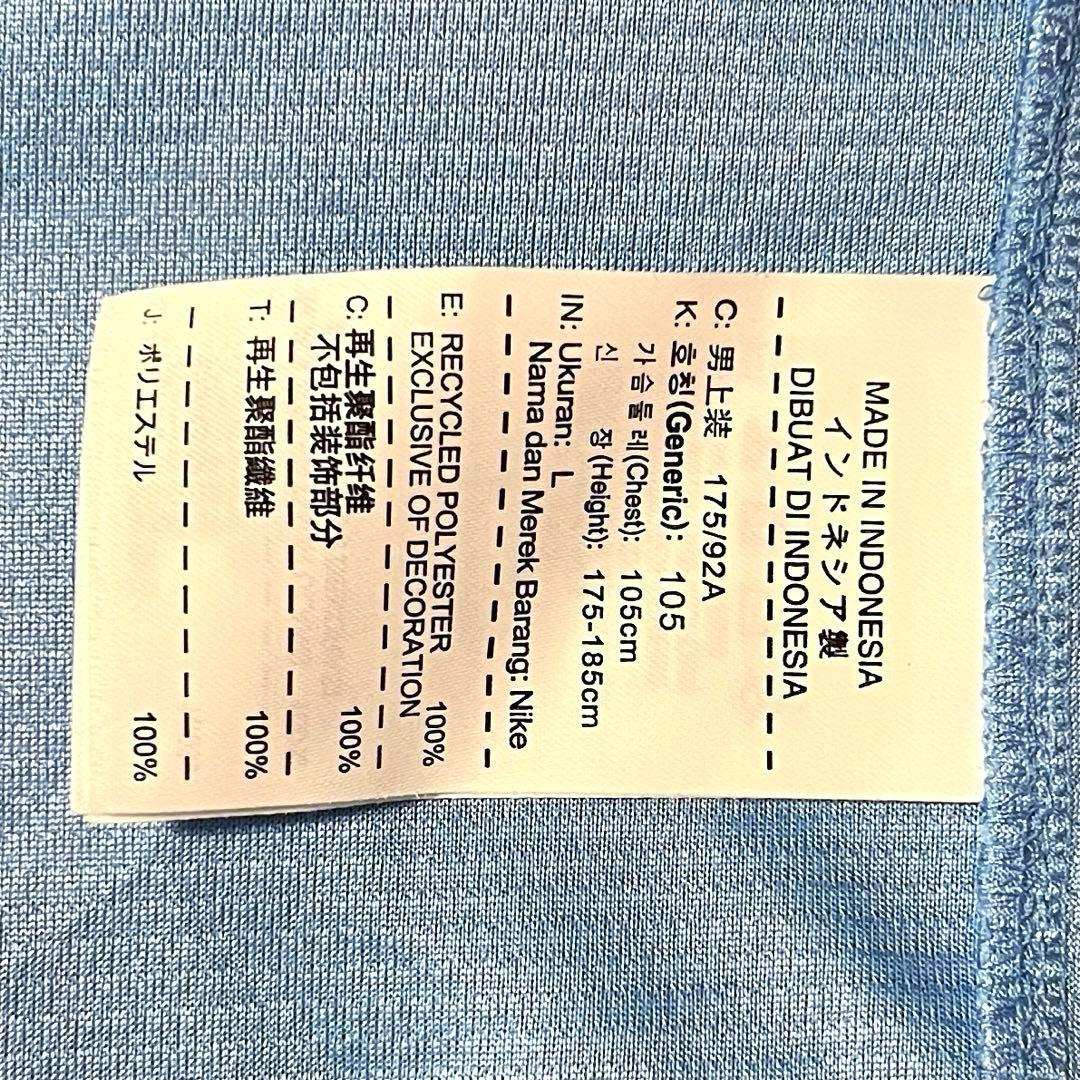 MADE IN INDONESIA
インドネシア製
DIBUAT DI INDONESIA
C: 男上装 175/92A
K: 호칭(Generic): 105
가슴둘레(Chest): 105cm
신 장(Height): 175-185cm
IN: Ukuran: L
Nama dan Merek Barang: Nike
E: RECYCLED POLYESTER 100%
EXCLUSIVE OF DECORATION
C: 再生聚酯纤维 100%
不包括装饰部分
T: 再生聚酯纖維 100%
J: ポリエステル 100%